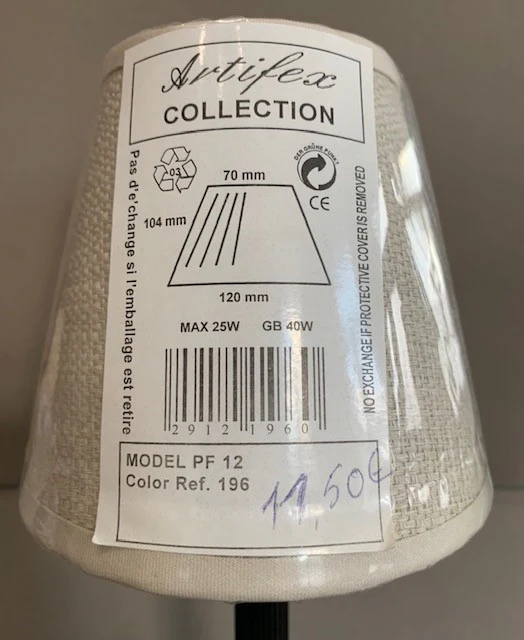 Artifex
COLLECTION
DER GRÜNE PUNKT
03
CE
70 mm
104 mm
120 mm
MAX 25W GB 40W
Pas d'e'change si l'emballage est retire
NO EXCHANGE IF PROTECTIVE COVER IS REMOVED
2912 1960
MODEL PF 12
Color Ref. 196
11,50€